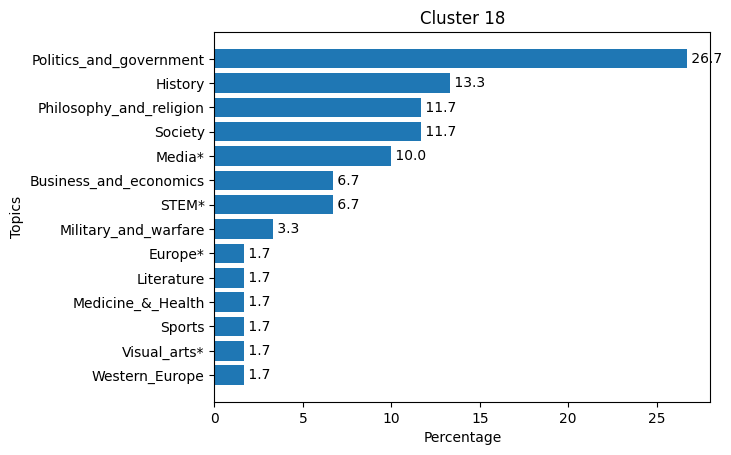 Cluster 18
Politics_and_government 26.7
History 13.3
Philosophy_and_religion 11.7
Society 11.7
Media* 10.0
Business_and_economics 6.7
STEM* 6.7
Military_and_warfare 3.3
Europe* 1.7
Literature 1.7
Medicine_&_Health 1.7
Sports 1.7
Visual_arts* 1.7
Western_Europe 1.7
Topics
0 5 10 15 20 25
Percentage